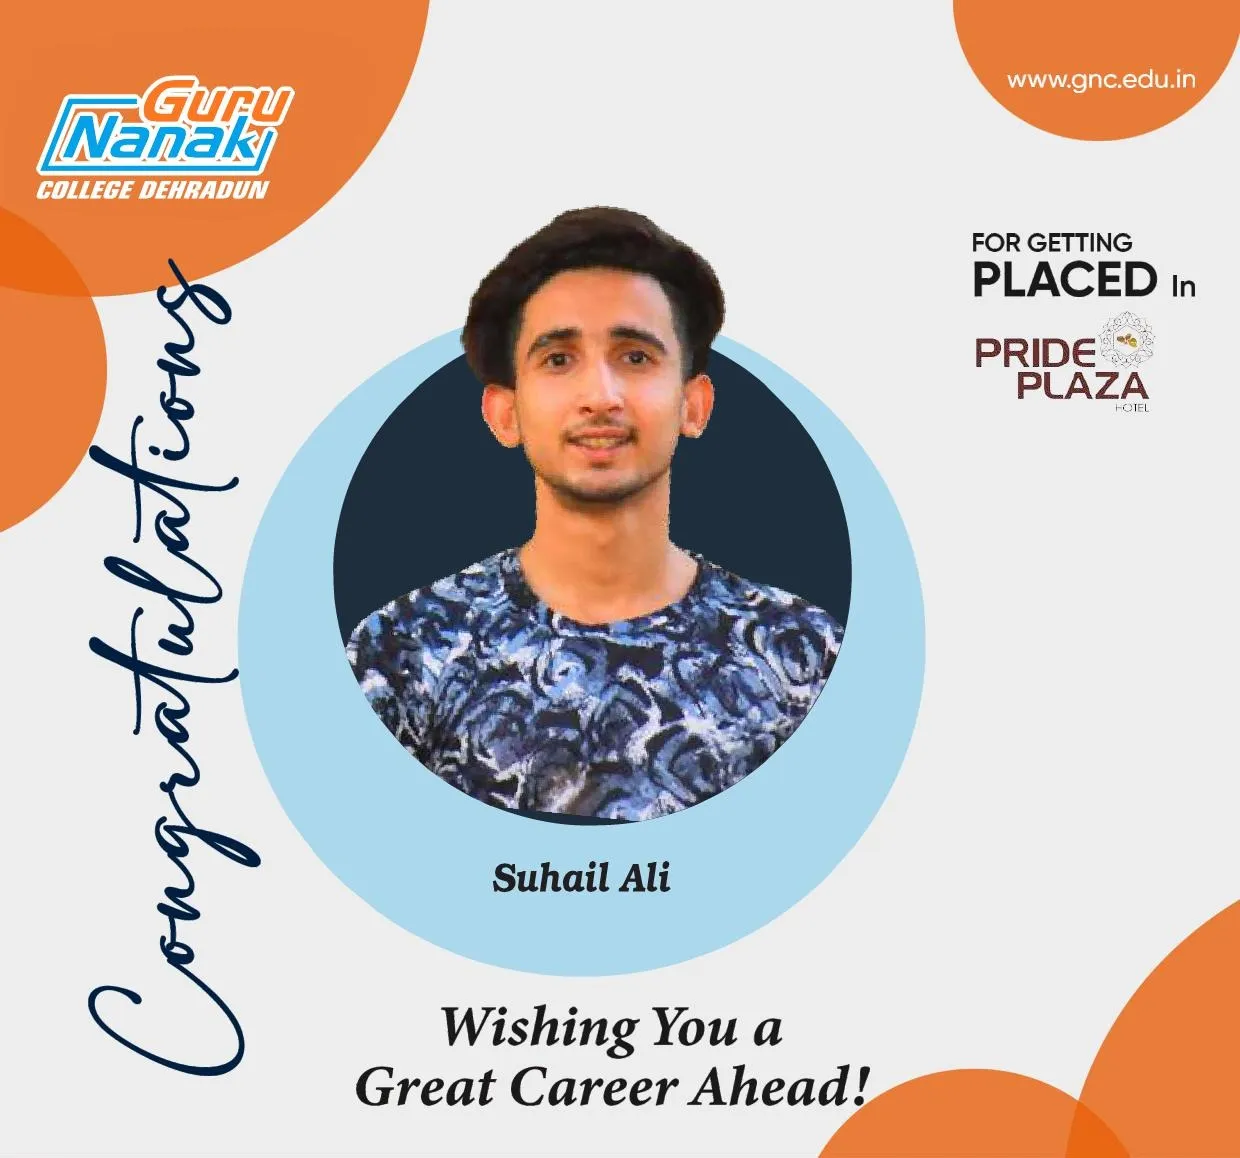 Guru
Nanak
COLLEGE DEHRADUN
www.gnc.edu.in
Congratulations
FOR GETTING
PLACED In
PRIDE
PLAZA
HOTEL
Suhail Ali
Wishing You a
Great Career Ahead!